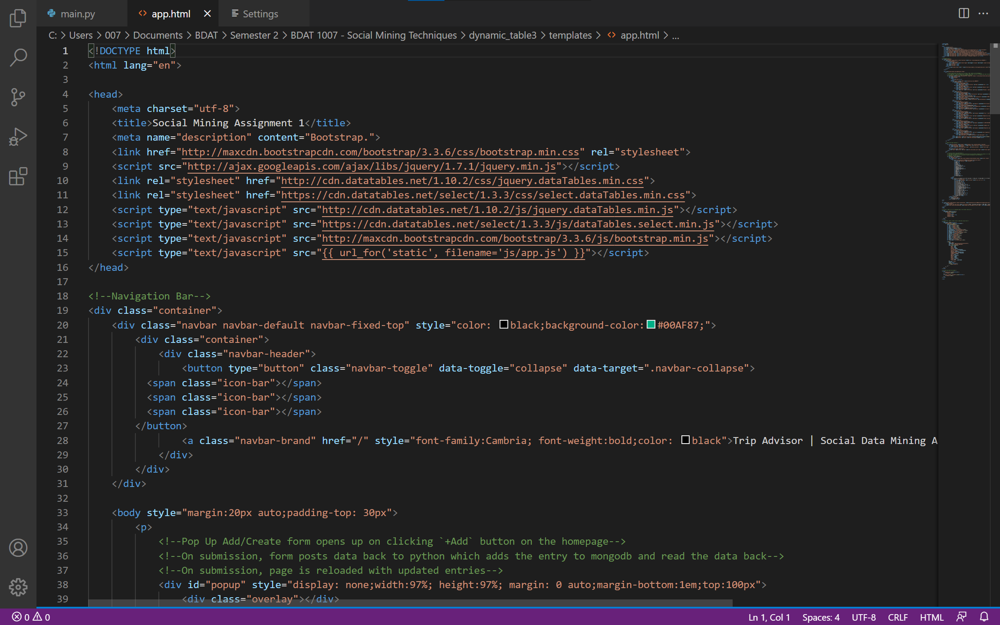 main.py
app.html
Settings
C: > Users > 007 > Documents > BDAT > Semester 2 > BDAT 1007 - Social Mining Techniques > dynamic_table3 > templates > <> app.html > ...
1 <!DOCTYPE html>
2 <html lang="en">
3
4 <head>
5 <meta charset="utf-8">
6 <title>Social Mining Assignment 1</title>
7 <meta name="description" content="Bootstrap.">
8 <link href="http://maxcdn.bootstrapcdn.com/bootstrap/3.3.6/css/bootstrap.min.css" rel="stylesheet">
9 <script src="http://ajax.googleapis.com/ajax/libs/jquery/1.7.1/jquery.min.js"></script>
10 <link rel="stylesheet" href="http://cdn.datatables.net/1.10.2/css/jquery.dataTables.min.css">
11 <link rel="stylesheet" href="https://cdn.datatables.net/select/1.3.3/css/select.dataTables.min.css">
12 <script type="text/javascript" src="http://cdn.datatables.net/1.10.2/js/jquery.dataTables.min.js"></script>
13 <script type="text/javascript" src="https://cdn.datatables.net/select/1.3.3/js/dataTables.select.min.js"></script>
14 <script type="text/javascript" src="http://maxcdn.bootstrapcdn.com/bootstrap/3.3.6/js/bootstrap.min.js"></script>
15 <script type="text/javascript" src="{{ url_for('static', filename='js/app.js') }}"></script>
16 </head>
17
18 <!--Navigation Bar-->
19 <div class="container">
20 <div class="navbar navbar-default navbar-fixed-top" style="color: black;background-color:#00AF87;">
21 <div class="container">
22 <div class="navbar-header">
23 <button type="button" class="navbar-toggle" data-toggle="collapse" data-target=".navbar-collapse">
24 <span class="icon-bar"></span>
25 <span class="icon-bar"></span>
26 <span class="icon-bar"></span>
27 </button>
28 <a class="navbar-brand" href="/" style="font-family:Cambria; font-weight:bold;color: black">Trip Advisor | Social Data Mining A
29 </div>
30 </div>
31 </div>
32
33 <body style="margin:20px auto;padding-top: 30px">
34 <p>
35 <!--Pop Up Add/Create form opens up on clicking `+Add` button on the homepage-->
36 <!--On submission, form posts data back to python which adds the entry to mongodb and read the data back-->
37 <!--On submission, page is reloaded with updated entries-->
38 <div id="popup" style="display: none;width:97%; height:97%; margin: 0 auto;margin-bottom:1em;top:100px">
39 <div class="overlay"></div>
0 0
Ln 1, Col 1 Spaces: 4 UTF-8 CRLF HTML